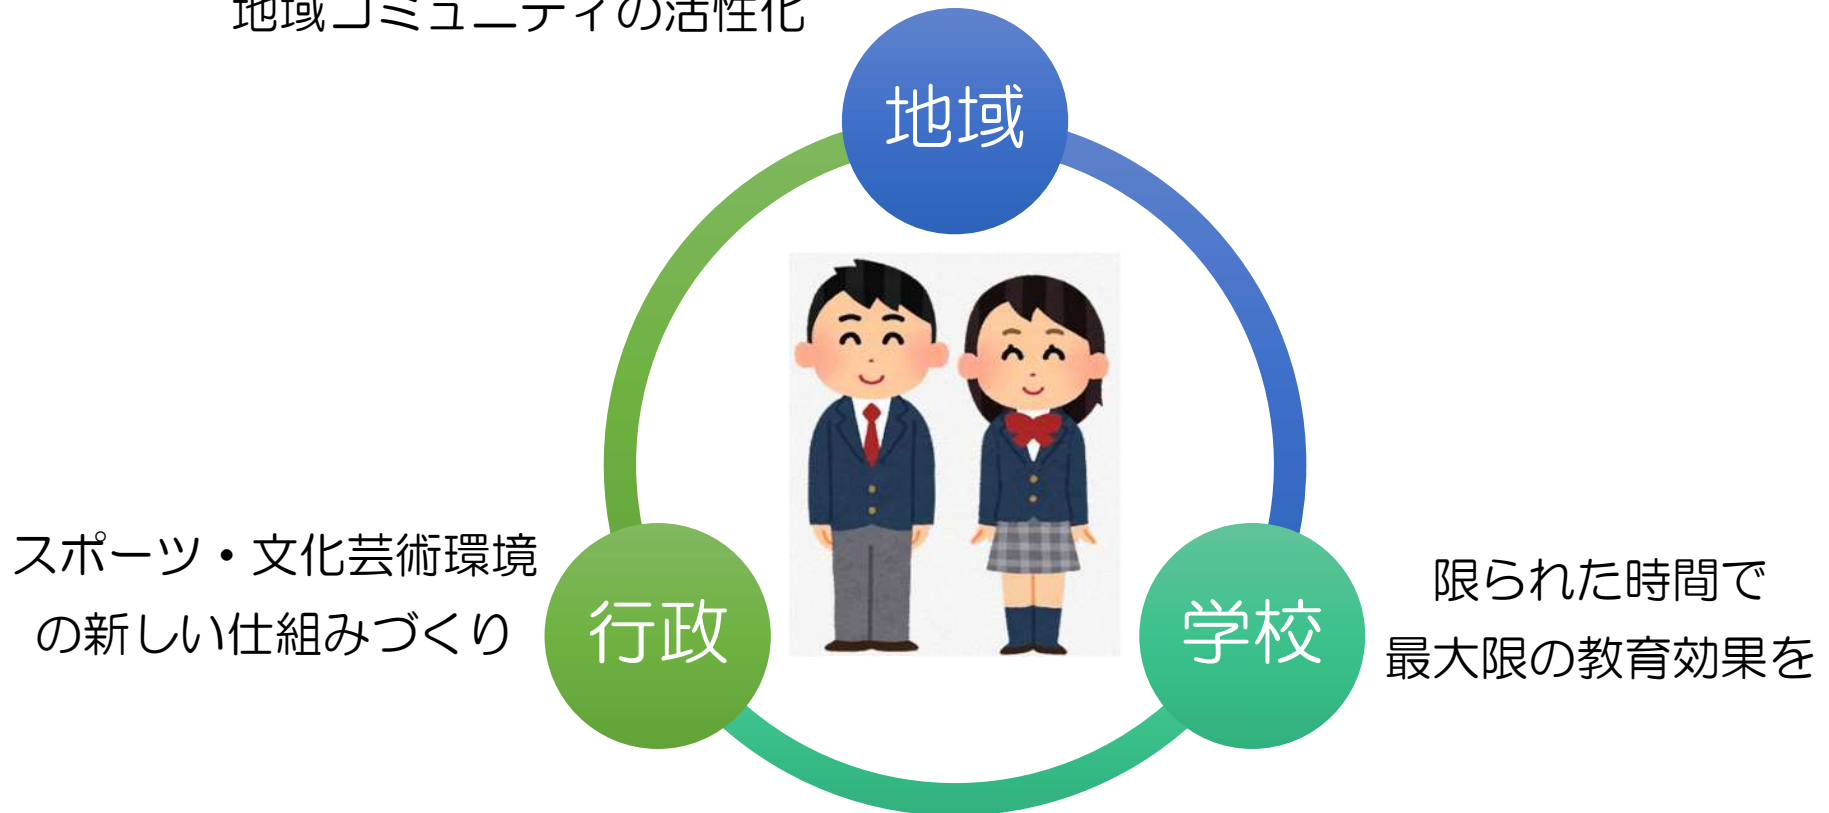 地域コミュニティの活性化
地域
スポーツ・文化芸術環境
の新しい仕組みづくり
行政
学校
限られた時間で
最大限の教育効果を